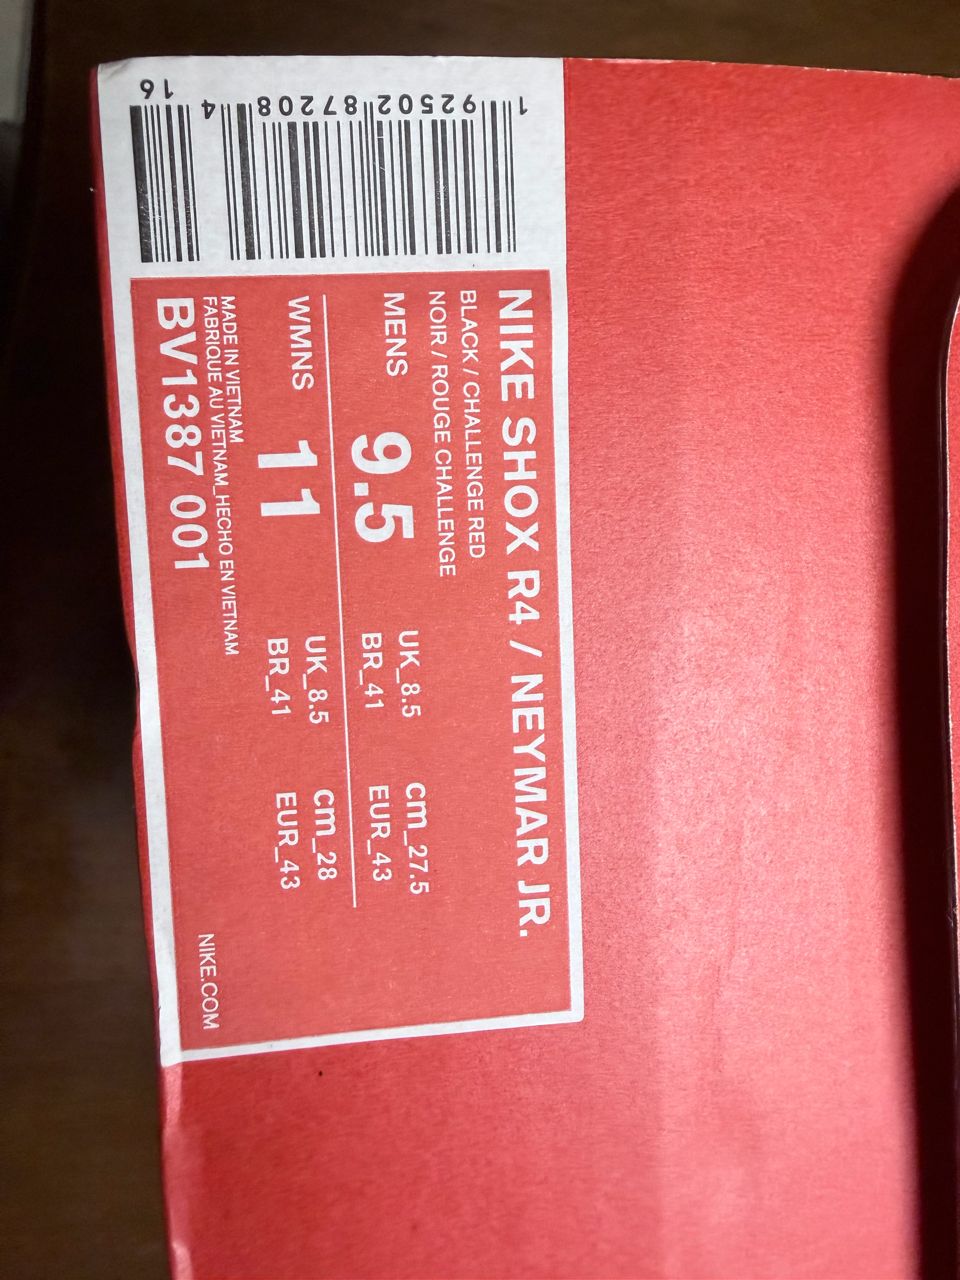 NIKE SHOX R4 / NEYMAR JR.
BLACK / CHALLENGE RED
NOIR / ROUGE CHALLENGE
MENS 9.5 UK_8.5 cm_27.5
BR_41 EUR_43
WMNS 11 UK_8.5 cm_28
BR_41 EUR_43
MADE IN VIETNAM
FABRIQUE AU VIETNAM_HECHO EN VIETNAM
BV1387 001
NIKE.COM
1 92502 87208 4 16